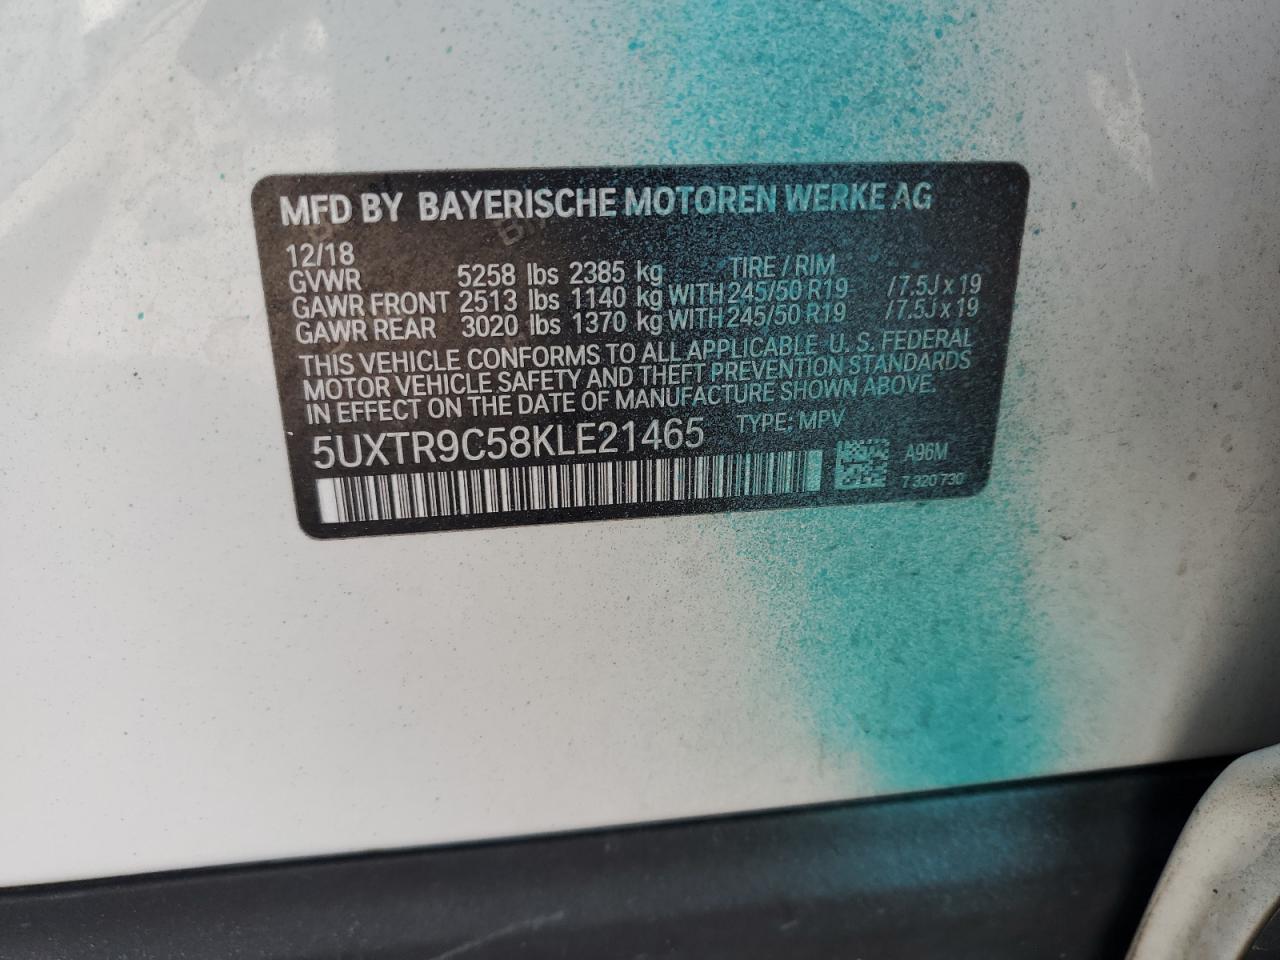 MFD BY BAYERISCHE MOTOREN WERKE AG
12/18
GVWR 5258 lbs 2385 kg TIRE / RIM
GAWR FRONT 2513 lbs 1140 kg WITH 245/50 R19 /7.5J x 19
GAWR REAR 3020 lbs 1370 kg WITH 245/50 R19 /7.5J x 19
THIS VEHICLE CONFORMS TO ALL APPLICABLE U. S. FEDERAL
MOTOR VEHICLE SAFETY AND THEFT PREVENTION STANDARDS
IN EFFECT ON THE DATE OF MANUFACTURE SHOWN ABOVE.
5UXTR9C58KLE21465 TYPE: MPV
A96M
7 320 730